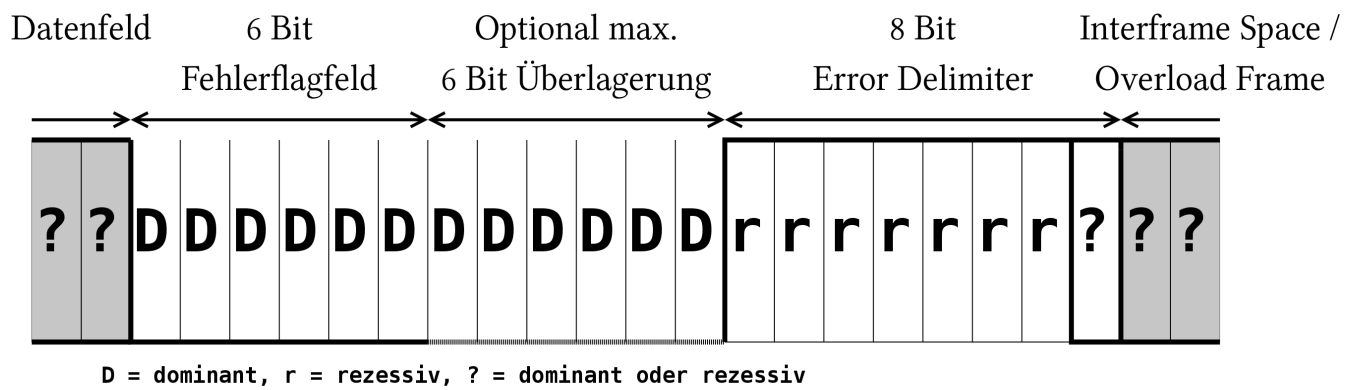 Datenfeld 6 Bit Optional max. 8 Bit Interframe Space /
Fehlerflagfeld 6 Bit Überlagerung Error Delimiter Overload Frame
? ? D D D D D D D D D D D D r r r r r r r ? ? ?
D = dominant, r = rezessiv, ? = dominant oder rezessiv